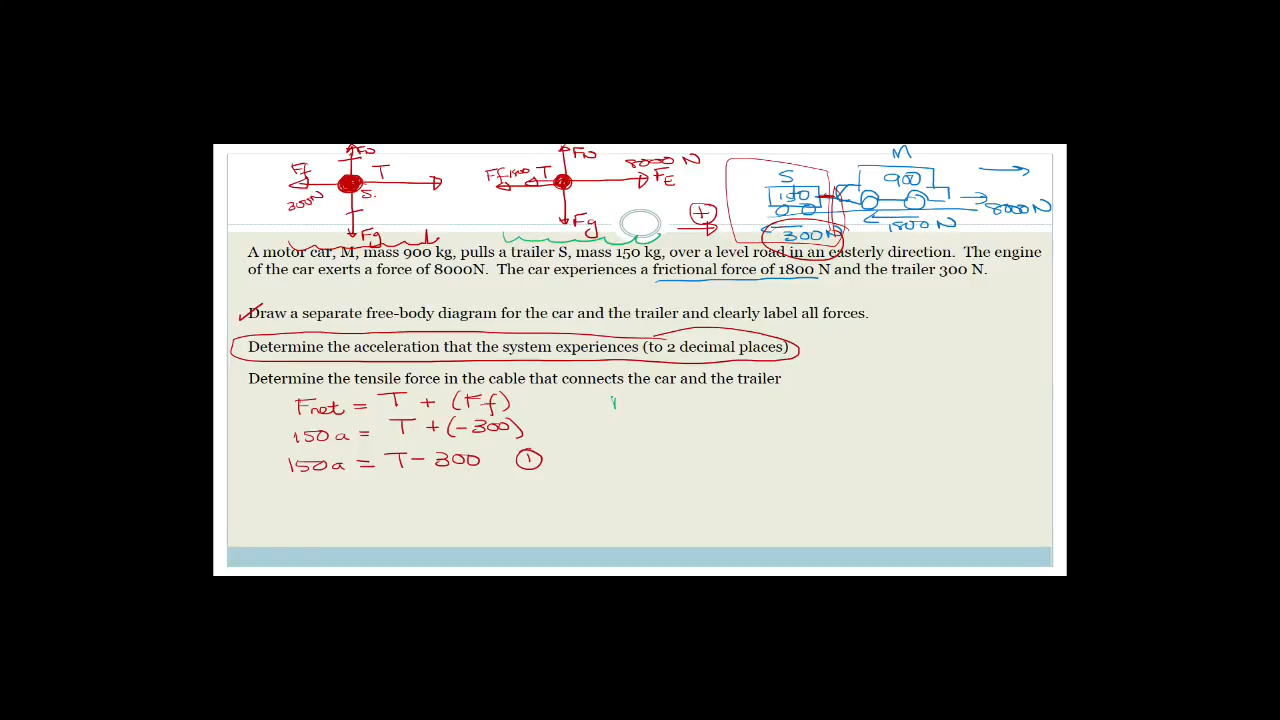 FN
Ff
T
300N
S.
Fg
FN
8000 N
Ff 1800
T
FE
Fg
+
M
900
S
150
8000N
1800N
300N
A motor car, M, mass 900 kg, pulls a trailer S, mass 150 kg, over a level road in an easterly direction. The engine
of the car exerts a force of 8000N. The car experiences a frictional force of 1800 N and the trailer 300 N.
Draw a separate free-body diagram for the car and the trailer and clearly label all forces.
Determine the acceleration that the system experiences (to 2 decimal places)
Determine the tensile force in the cable that connects the car and the trailer
Fnet = T + (Ff)
150a = T + (-300)
150a = T - 300 ①